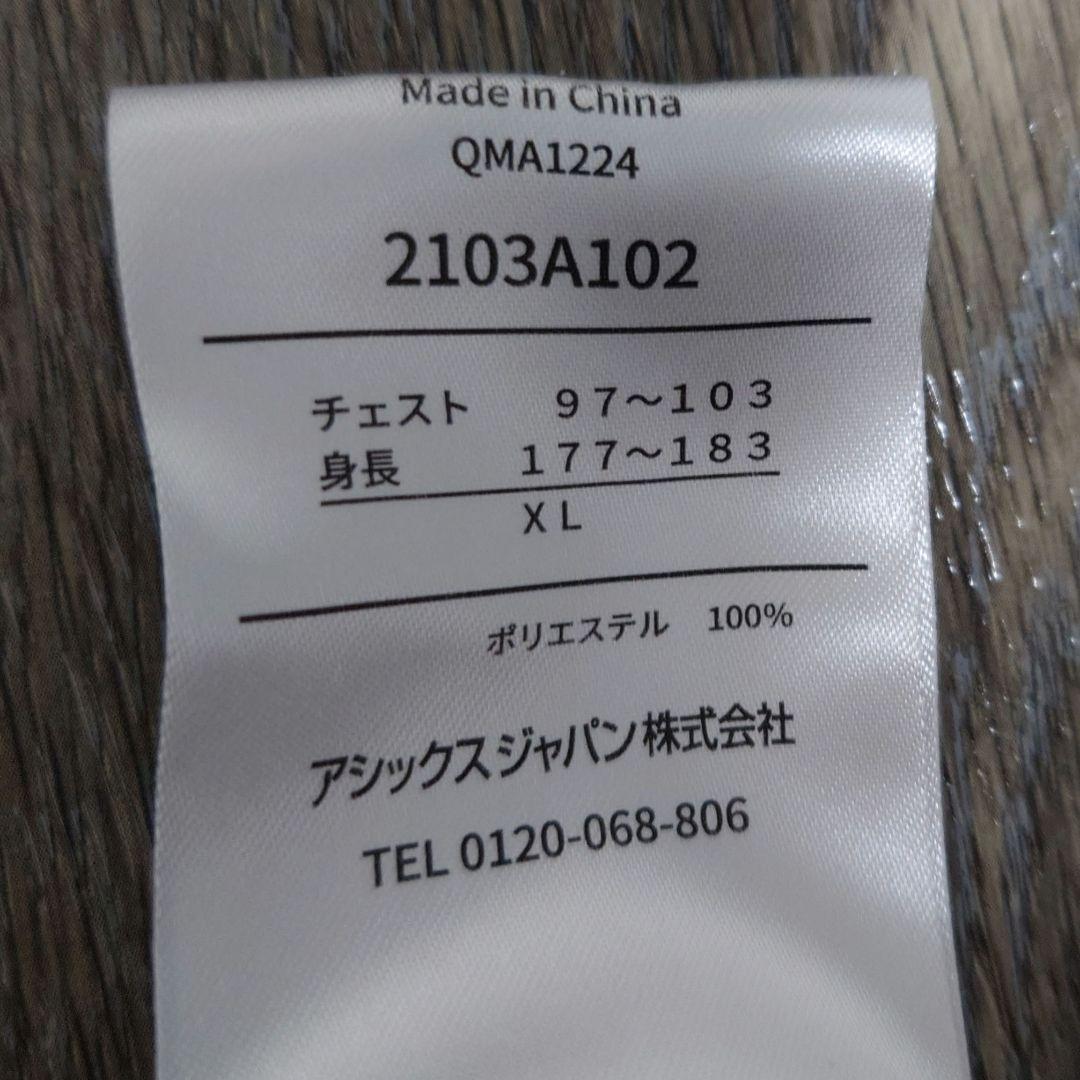 Made in China
QMA1224
2103A102
チェスト 97〜103
身長 177〜183
XL
ポリエステル 100%
アシックスジャパン株式会社
TEL 0120-068-806